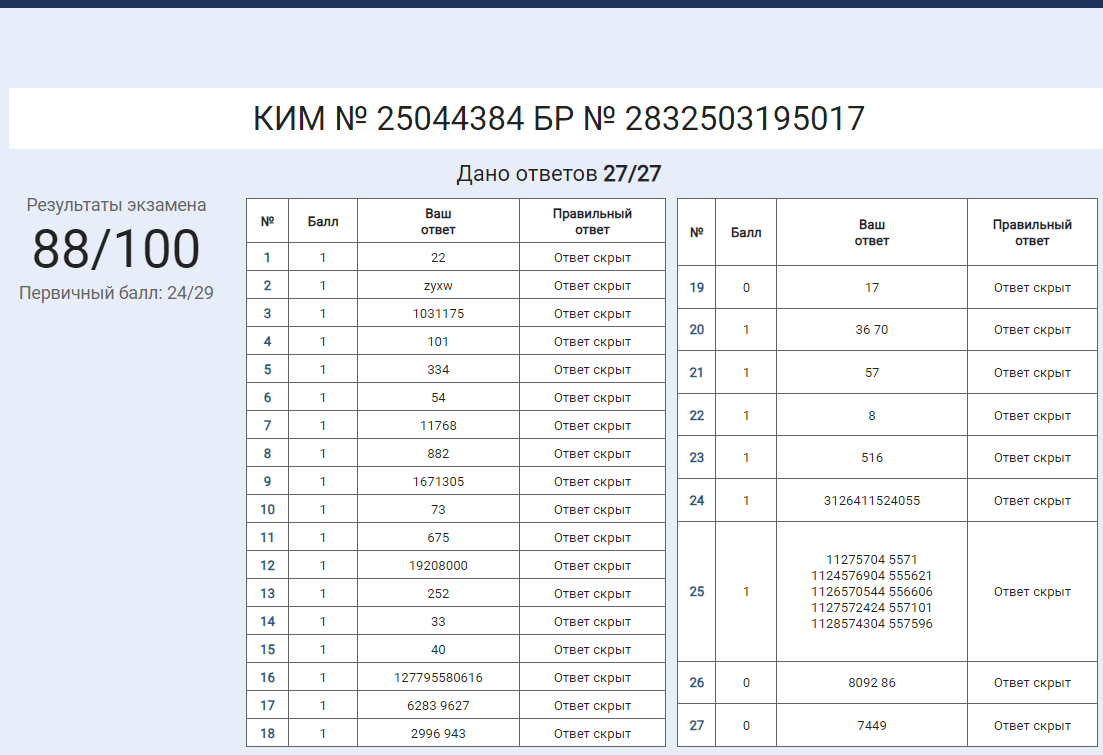 КИМ № 25044384 БР № 2832503195017
Дано ответов 27/27
Результаты экзамена
88/100
Первичный балл: 24/29
№ Балл Ваш ответ Правильный ответ
1 1 22 Ответ скрыт
2 1 zyxw Ответ скрыт
3 1 1031175 Ответ скрыт
4 1 101 Ответ скрыт
5 1 334 Ответ скрыт
6 1 54 Ответ скрыт
7 1 11768 Ответ скрыт
8 1 882 Ответ скрыт
9 1 1671305 Ответ скрыт
10 1 73 Ответ скрыт
11 1 675 Ответ скрыт
12 1 19208000 Ответ скрыт
13 1 252 Ответ скрыт
14 1 33 Ответ скрыт
15 1 40 Ответ скрыт
16 1 127795580616 Ответ скрыт
17 1 6283 9627 Ответ скрыт
18 1 2996 943 Ответ скрыт
№ Балл Ваш ответ Правильный ответ
19 0 17 Ответ скрыт
20 1 36 70 Ответ скрыт
21 1 57 Ответ скрыт
22 1 8 Ответ скрыт
23 1 516 Ответ скрыт
24 1 3126411524055 Ответ скрыт
25 1 11275704 5571
1124576904 555621
1126570544 556606
1127572424 557101
1128574304 557596
Ответ скрыт
26 0 8092 86 Ответ скрыт
27 0 7449 Ответ скрыт